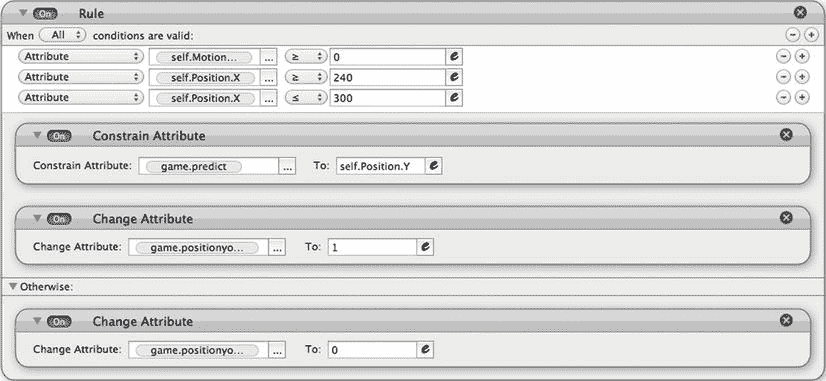 On Rule
When All conditions are valid:
Attribute self.Motion... ... ≥ 0 e
Attribute self.Position.X ... ≥ 240 e
Attribute self.Position.X ... ≤ 300 e
On Constrain Attribute
Constrain Attribute: game.predict ... To: self.Position.Y e
On Change Attribute
Change Attribute: game.positionyo... ... To: 1 e
Otherwise:
On Change Attribute
Change Attribute: game.positionyo... ... To: 0 e